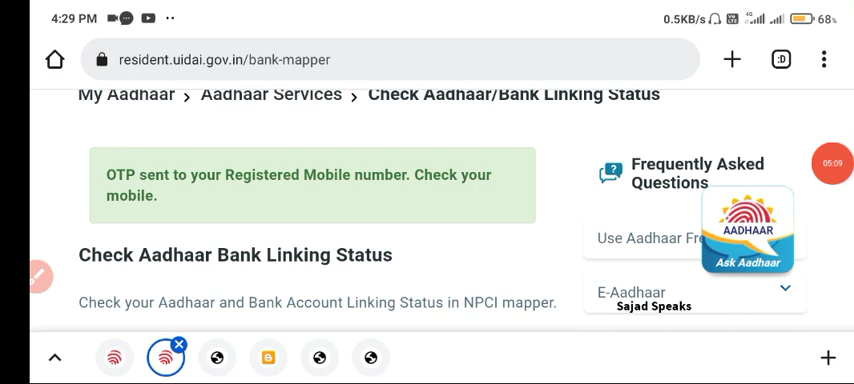 4:29 PM
0.5KB/s 4G 68%
resident.uidai.gov.in/bank-mapper
:D
My Aadhaar > Aadhaar Services > Check Aadhaar/Bank Linking Status
05:09
OTP sent to your Registered Mobile number. Check your
mobile.
Frequently Asked
Questions
AADHAAR
Ask Aadhaar
Use Aadhaar Fre
Check Aadhaar Bank Linking Status
E-Aadhaar
Sajad Speaks
Check your Aadhaar and Bank Account Linking Status in NPCI mapper.